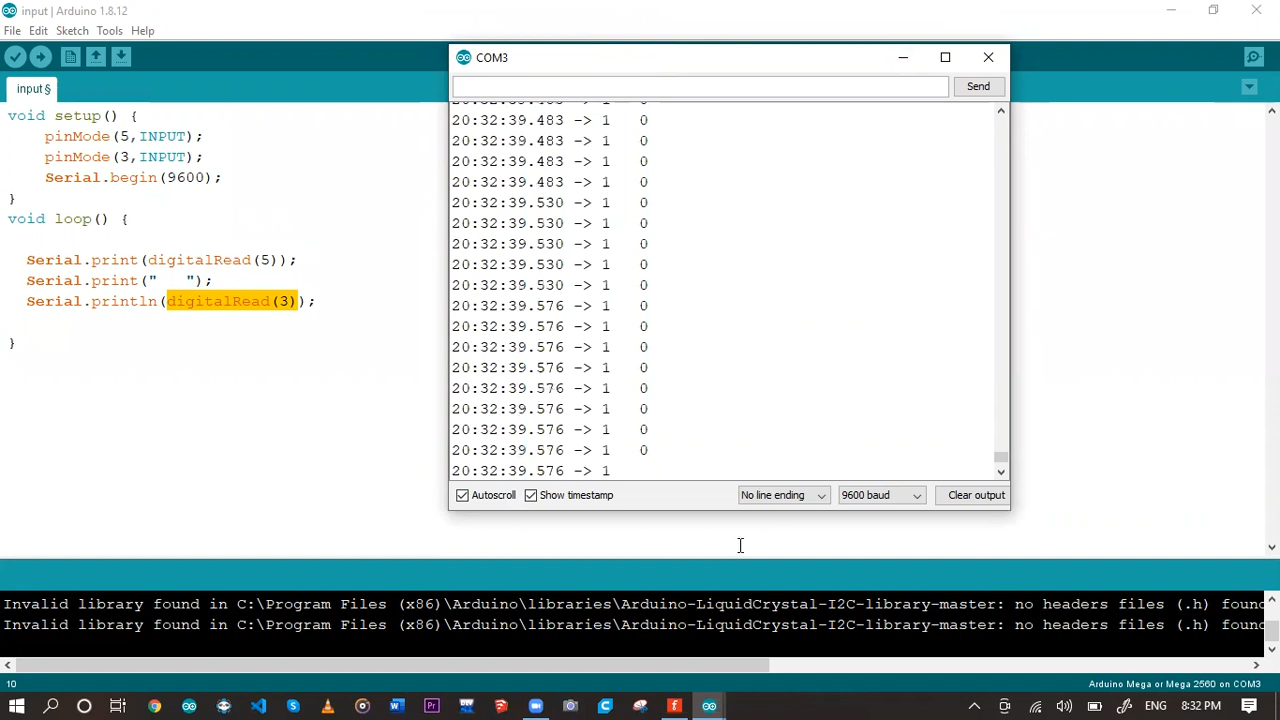 input | Arduino 1.8.12
File Edit Sketch Tools Help
input§
void setup() {
pinMode(5,INPUT);
pinMode(3,INPUT);
Serial.begin(9600);
}
void loop() {
Serial.print(digitalRead(5));
Serial.print("   ");
Serial.println(digitalRead(3));
}
COM3
Send
20:32:39.483 -> 1   0
20:32:39.483 -> 1   0
20:32:39.483 -> 1   0
20:32:39.483 -> 1   0
20:32:39.530 -> 1   0
20:32:39.530 -> 1   0
20:32:39.530 -> 1   0
20:32:39.530 -> 1   0
20:32:39.530 -> 1   0
20:32:39.576 -> 1   0
20:32:39.576 -> 1   0
20:32:39.576 -> 1   0
20:32:39.576 -> 1   0
20:32:39.576 -> 1   0
20:32:39.576 -> 1   0
20:32:39.576 -> 1   0
20:32:39.576 -> 1   0
20:32:39.576 -> 1
Autoscroll Show timestamp No line ending 9600 baud Clear output
Invalid library found in C:\Program Files (x86)\Arduino\libraries\Arduino-LiquidCrystal-I2C-library-master: no headers files (.h) found
Invalid library found in C:\Program Files (x86)\Arduino\libraries\Arduino-LiquidCrystal-I2C-library-master: no headers files (.h) found
10 Arduino Mega or Mega 2560 on COM3
ENG 8:32 PM